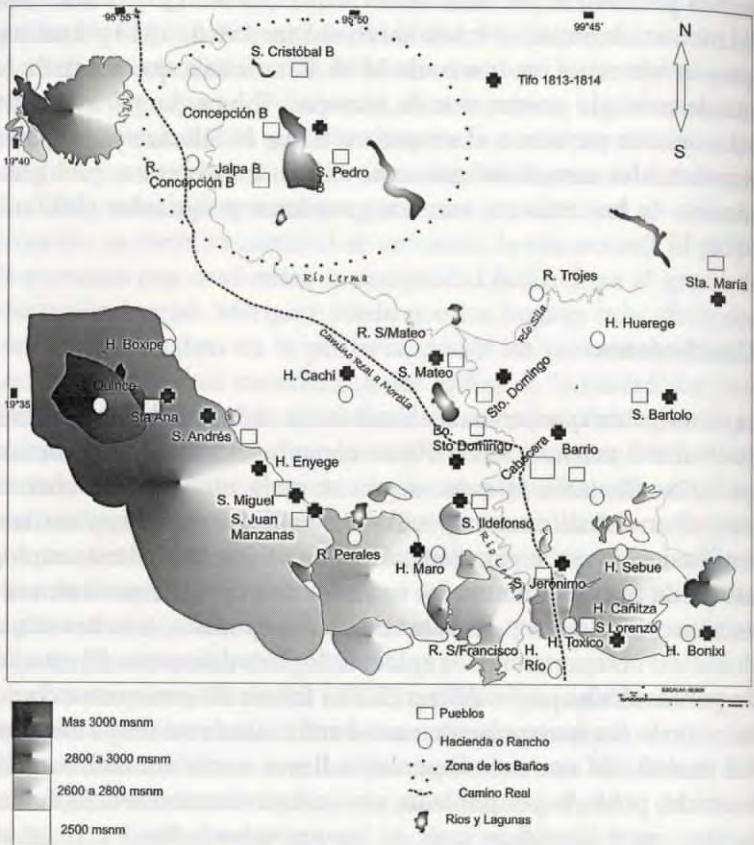 95'55
95'50
99'45
N
S
Tifo 1813-1814
S. Cristóbal B
Concepción B
19'40
R.
Concepción B
Jalpa B
S. Pedro
B
Río Lerma
R. Trojes
Sta. María
H. Huerege
R. S/Mateo
Camino Real a Morelia
H. Boxipe
H. Cachi
S. Mateo
Sto Domingo
19'35
Sta Ana
S. Bartolo
S. Andrés
Bo.
Sto Domingo
Cabecera
Barrio
H. Enyege
S. Miguel
S. Juan
Manzanas
S. Ildefonso
R. Perales
H. Maro
S. Jerónimo
H. Sebue
H. Cañitza
S Lorenzo
H. Toxico
R. S/Francisco
H.
Río
H. Bonixi
Mas 3000 msnm
2800 a 3000 msnm
2600 a 2800 msnm
2500 msnm
Pueblos
Hacienda o Rancho
Zona de los Baños
Camino Real
Rios y Lagunas